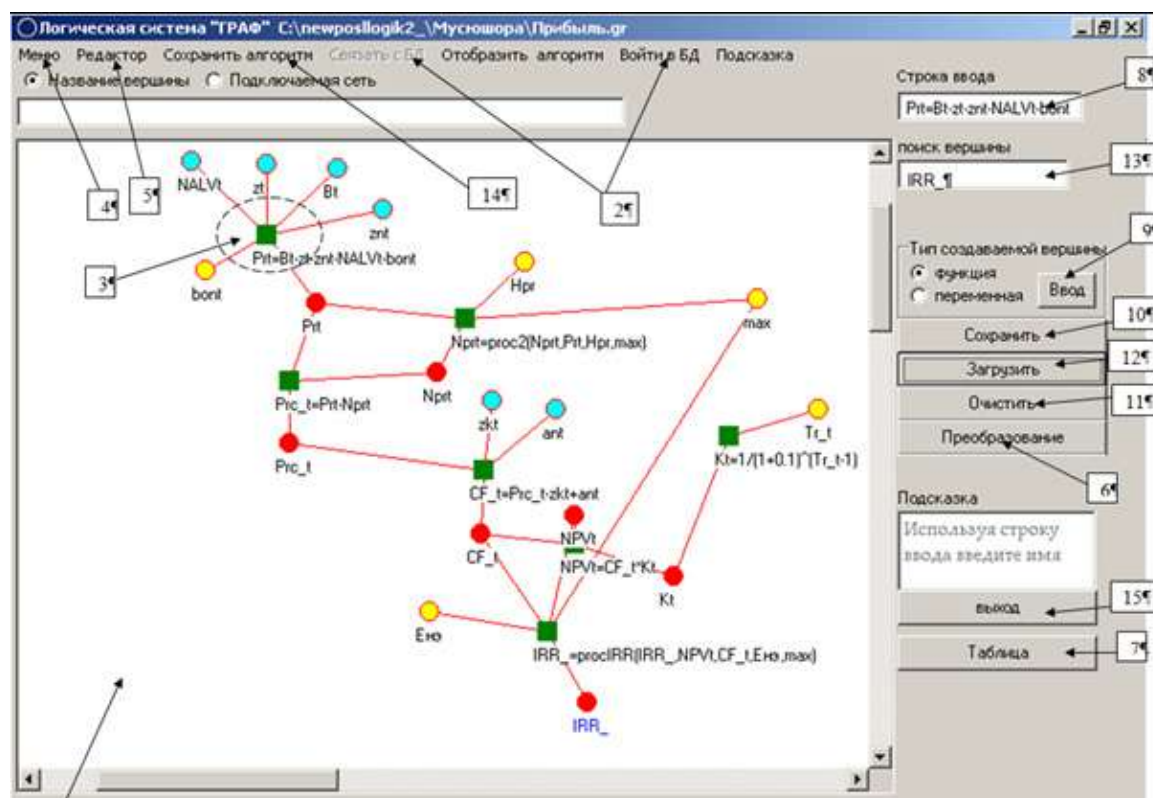 Логическая система "ГРАФ" C:\newposllogik2_\Мусюшора\Прибыль.gr
Меню Редактор Сохранить алгоритм Связать с БД Отобразить алгоритм Войти в БД Подсказка
Название вершины Подключаемая сеть
Строка ввода
8¶
Prt=Bt-zt-znt-NALVt-bont
поиск вершины
13¶
IRR_¶
NALVt
zt
Bt
4¶
5¶
14¶
2¶
znt
9¶
Тип создаваемой вершины
функция
переменная
Ввод
3¶
Prt=Bt-zt-znt-NALVt-bont
bont
Hpr
Prt
max
10¶
Сохранить
Nprt=proc2(Nprt,Prt,Hpr,max)
12¶
Загрузить
Nprt
Prc_t=Prt-Nprt
11¶
Очистить
zkt
ant
Tr_t
Преобразование
Prc_t
Kt=1/(1+0.1)^(Tr_t-1)
6¶
CF_t=Prc_t-zkt+ant
Подсказка
Используя строку
ввода введите имя
NPVt
CF_t
NPVt=CF_t*Kt
Kt
выход
15¶
Енэ
IRR_=procIRR(IRR_,NPVt,CF_t,Енэ,max)
Таблица
7¶
IRR_